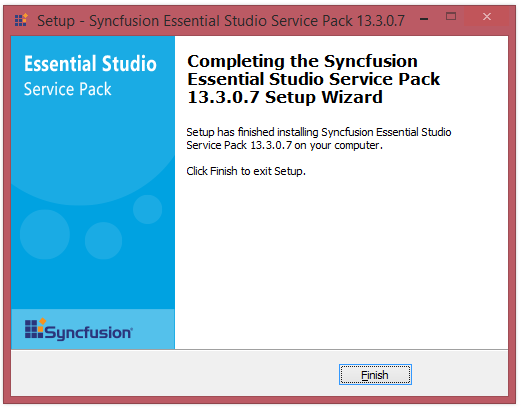 Setup - Syncfusion Essential Studio Service Pack 13.3.0.7
Essential Studio
Service Pack
Completing the Syncfusion
Essential Studio Service Pack
13.3.0.7 Setup Wizard
Setup has finished installing Syncfusion Essential Studio
Service Pack 13.3.0.7 on your computer.
Click Finish to exit Setup.
Syncfusion
Finish